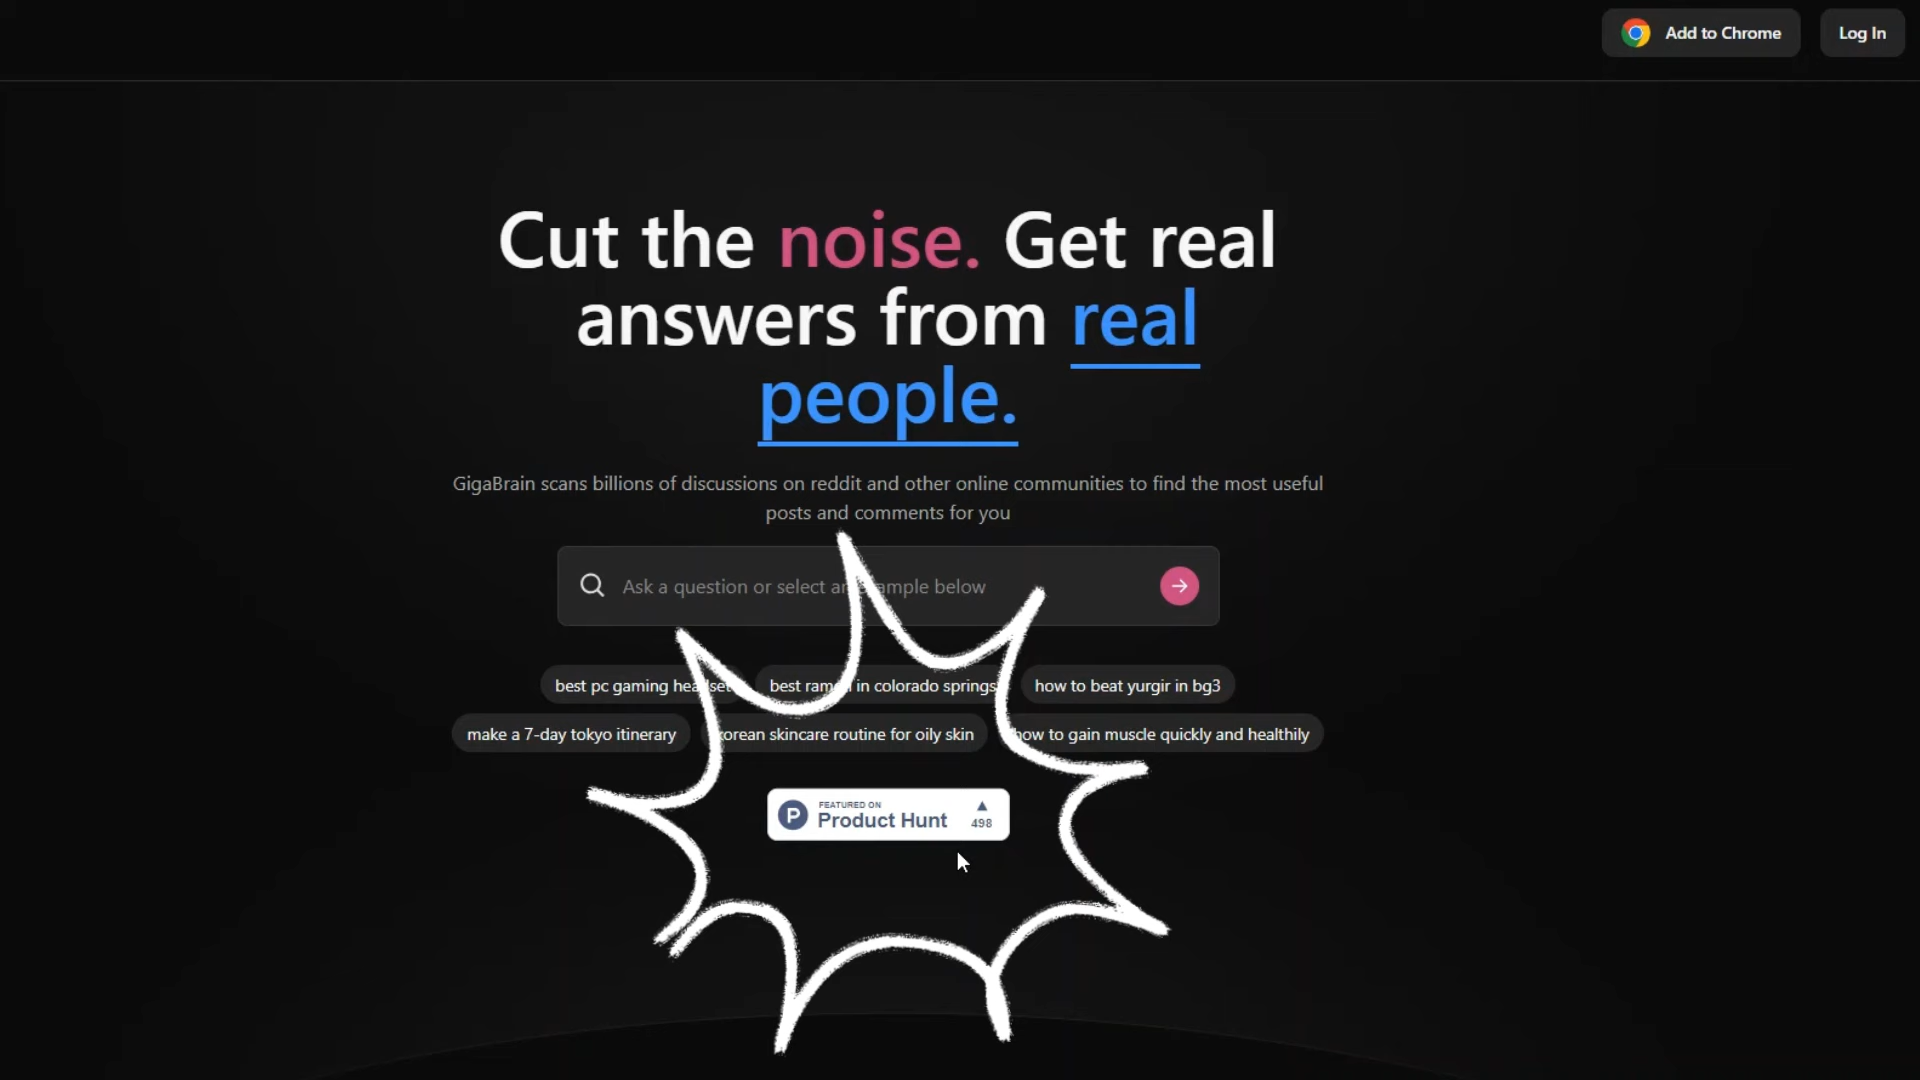 Add to Chrome
Log In
Cut the noise. Get real
answers from real
people.
GigaBrain scans billions of discussions on reddit and other online communities to find the most useful
posts and comments for you
Ask a question or select an example below
best pc gaming headset
best ramen in colorado springs
how to beat yurgir in bg3
make a 7-day tokyo itinerary
korean skincare routine for oily skin
how to gain muscle quickly and healthily
P
FEATURED ON
Product Hunt
▲
498